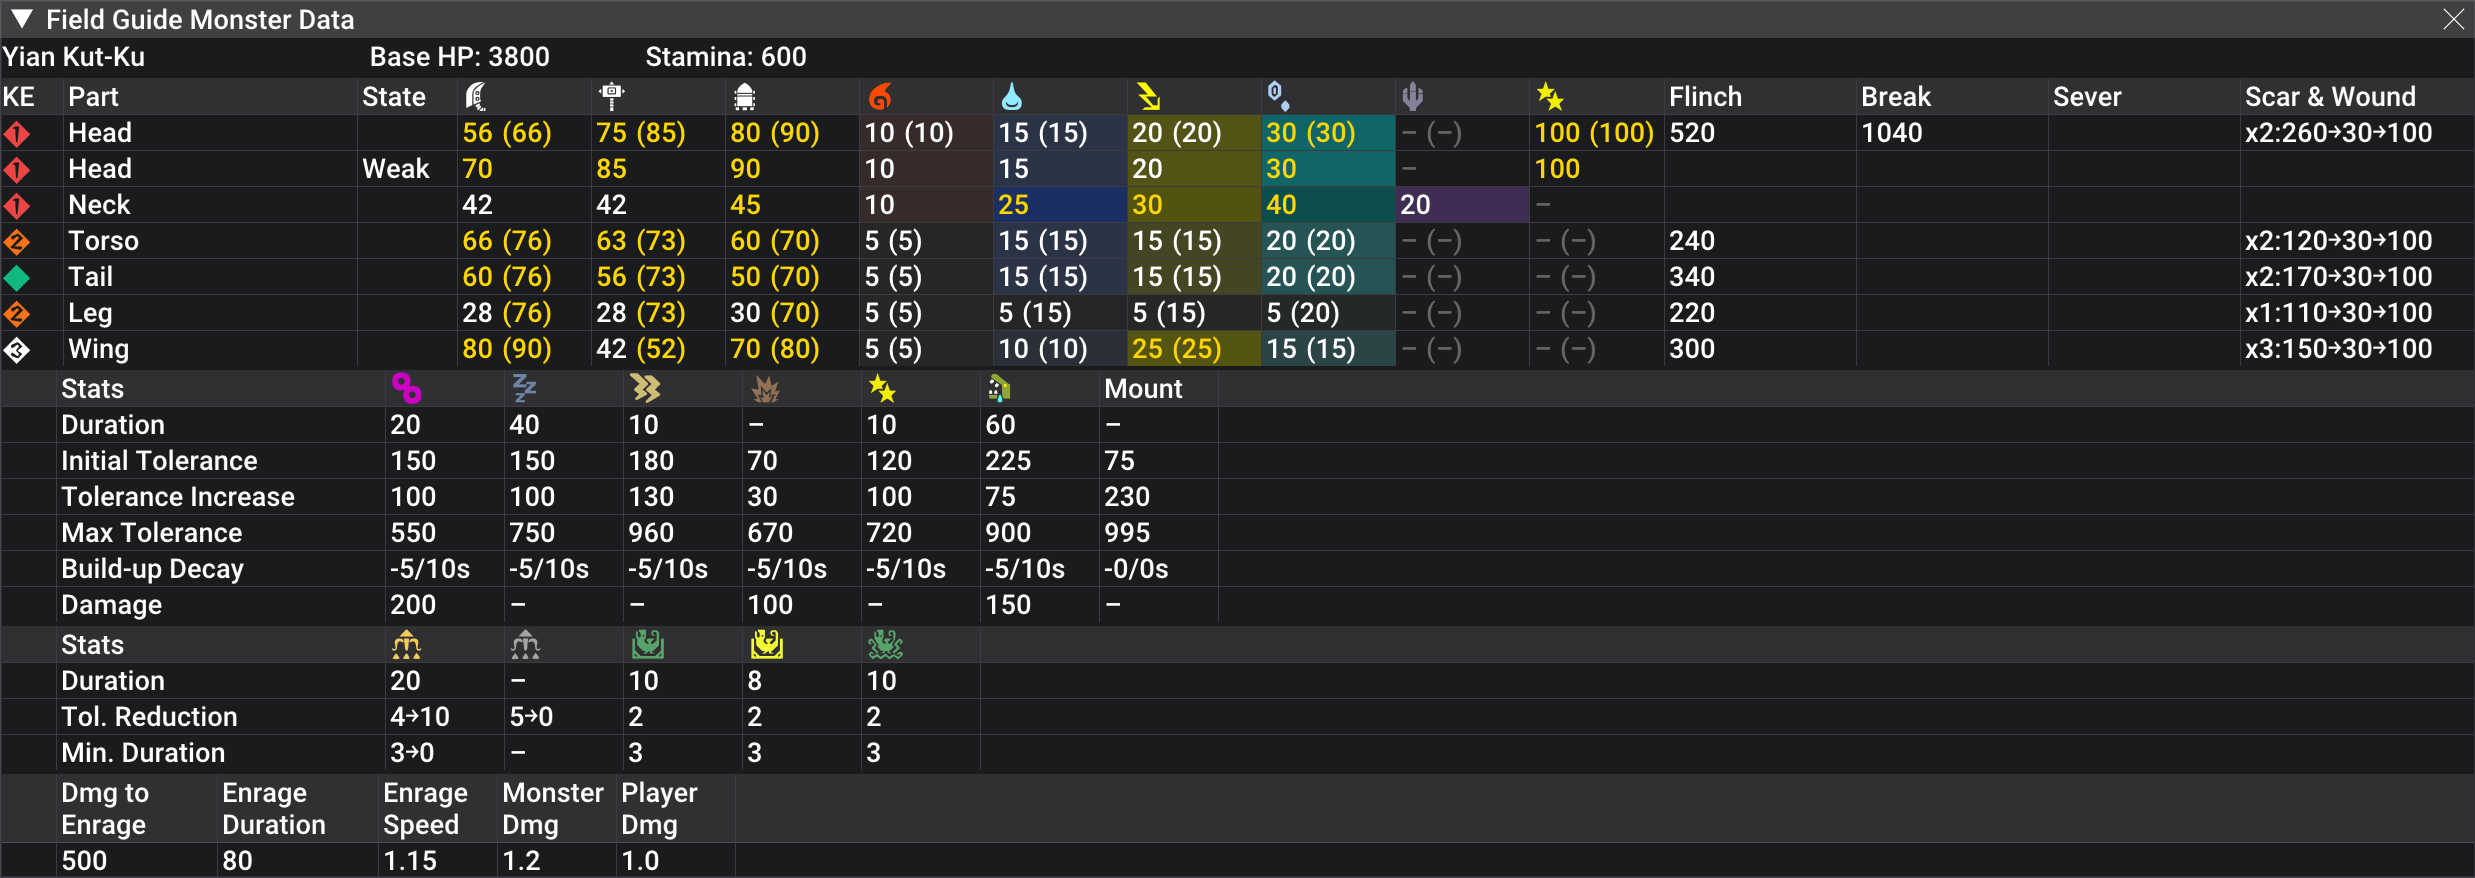 Field Guide Monster Data
Yian Kut-Ku Base HP: 3800 Stamina: 600
KE Part State Flinch Break Sever Scar & Wound
1 Head 56 (66) 75 (85) 80 (90) 10 (10) 15 (15) 20 (20) 30 (30) – (–) 100 (100) 520 1040 x2:260→30→100
1 Head Weak 70 85 90 10 15 20 30 – 100
1 Neck 42 42 45 10 25 30 40 20 –
2 Torso 66 (76) 63 (73) 60 (70) 5 (5) 15 (15) 15 (15) 20 (20) – (–) – (–) 240 x2:120→30→100
Tail 60 (76) 56 (73) 50 (70) 5 (5) 15 (15) 15 (15) 20 (20) – (–) – (–) 340 x2:170→30→100
2 Leg 28 (76) 28 (73) 30 (70) 5 (5) 5 (15) 5 (15) 5 (20) – (–) – (–) 220 x1:110→30→100
3 Wing 80 (90) 42 (52) 70 (80) 5 (5) 10 (10) 25 (25) 15 (15) – (–) – (–) 300 x3:150→30→100
Stats Mount
Duration 20 40 10 – 10 60 –
Initial Tolerance 150 150 180 70 120 225 75
Tolerance Increase 100 100 130 30 100 75 230
Max Tolerance 550 750 960 670 720 900 995
Build-up Decay -5/10s -5/10s -5/10s -5/10s -5/10s -5/10s -0/0s
Damage 200 – – 100 – 150 –
Stats
Duration 20 – 10 8 10
Tol. Reduction 4→10 5→0 2 2 2
Min. Duration 3→0 – 3 3 3
Dmg to Enrage Enrage Monster Player
Enrage Duration Speed Dmg Dmg
500 80 1.15 1.2 1.0